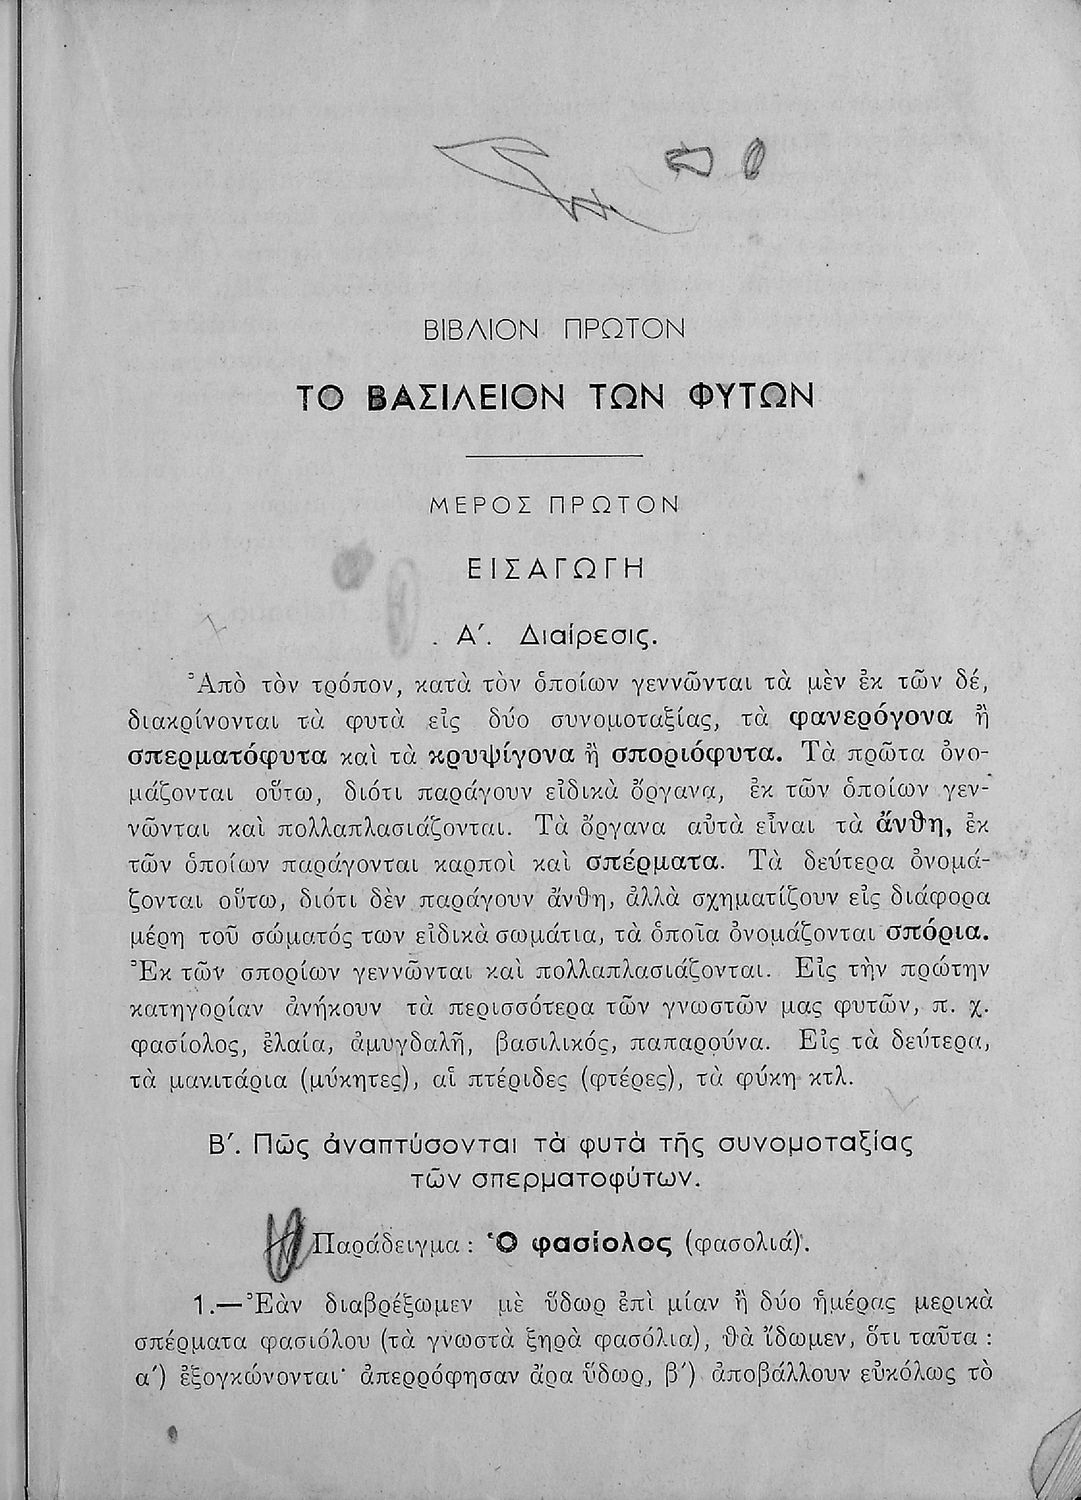 ΒΙΒΛΙΟΝ ΠΡΩΤΟΝ
ΤΟ ΒΑΣΙΛΕΙΟΝ ΤΩΝ ΦΥΤΩΝ
ΜΕΡΟΣ ΠΡΩΤΟΝ
ΕΙΣΑΓΩΓΗ
Α΄. Διαίρεσις.
Ἀπὸ τὸν τρόπον, κατὰ τὸν ὁποίων γεννῶνται τὰ μὲν ἐκ τῶν δέ,
διακρίνονται τὰ φυτὰ εἰς δύο συνομοταξίας, τὰ φανερόγονα ἢ
σπερματόφυτα καὶ τὰ κρυψίγονα ἢ σποριόφυτα. Τὰ πρῶτα ὀνο-
μάζονται οὕτω, διότι παράγουν εἰδικὰ ὄργανα, ἐκ τῶν ὁποίων γεν-
νῶνται καὶ πολλαπλασιάζονται. Τὰ ὄργανα αὐτὰ εἶναι τὰ ἄνθη, ἐκ
τῶν ὁποίων παράγονται καρποὶ καὶ σπέρματα. Τὰ δεύτερα ὀνομά-
ζονται οὕτω, διότι δὲν παράγουν ἄνθη, ἀλλὰ σχηματίζουν εἰς διάφορα
μέρη τοῦ σώματός των εἰδικὰ σωμάτια, τὰ ὁποῖα ὀνομάζονται σπόρια.
Ἐκ τῶν σπορίων γεννῶνται καὶ πολλαπλασιάζονται. Εἰς τὴν πρώτην
κατηγορίαν ἀνήκουν τὰ περισσότερα τῶν γνωστῶν μας φυτῶν, π. χ.
φασίολος, ἐλαία, ἀμυγδαλῆ, βασιλικός, παπαρούνα. Εἰς τὰ δεύτερα,
τὰ μανιτάρια (μύκητες), αἱ πτέριδες (φτέρες), τὰ φύκη κτλ.
Β΄. Πῶς ἀναπτύσονται τὰ φυτὰ τῆς συνομοταξίας
τῶν σπερματοφύτων.
Παράδειγμα : Ὁ φασίολος (φασολιά).
1.—Ἐὰν διαβρέξωμεν μὲ ὕδωρ ἐπὶ μίαν ἢ δύο ἡμέρας μερικὰ
σπέρματα φασιόλου (τὰ γνωστὰ ξηρὰ φασόλια), θὰ ἴδωμεν, ὅτι ταῦτα :
α΄) ἐξογκώνονται· ἀπερρόφησαν ἄρα ὕδωρ, β΄) ἀποβάλλουν εὐκόλως τὸ